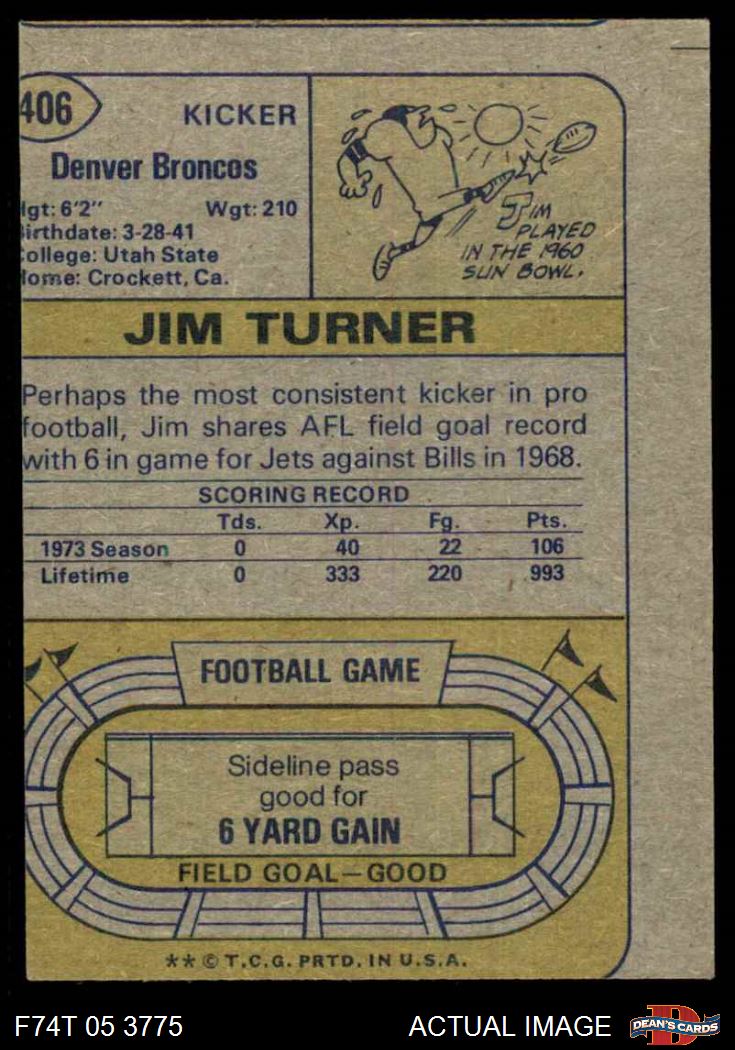 406
KICKER
Denver Broncos
Hgt: 6'2" Wgt: 210
Birthdate: 3-28-41
College: Utah State
Home: Crockett, Ca.
JIM PLAYED
IN THE 1960
SUN BOWL.
JIM TURNER
Perhaps the most consistent kicker in pro
football, Jim shares AFL field goal record
with 6 in game for Jets against Bills in 1968.
SCORING RECORD
Tds. Xp. Fg. Pts.
1973 Season 0 40 22 106
Lifetime 0 333 220 993
FOOTBALL GAME
Sideline pass
good for
6 YARD GAIN
FIELD GOAL—GOOD
** © T.C.G. PRTD. IN U.S.A.
F74T 05 3775
ACTUAL IMAGE
DEAN'S CARDS